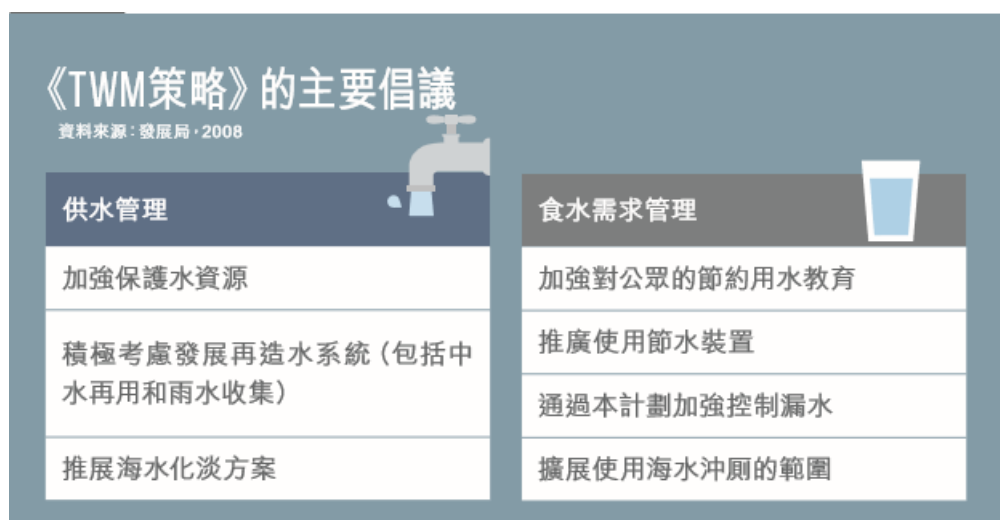 《TWM策略》的主要倡議
資料來源：發展局，2008
供水管理
加強保護水資源
積極考慮發展再造水系統（包括中
水再用和雨水收集）
推展海水化淡方案
食水需求管理
加強對公眾的節約用水教育
推廣使用節水裝置
通過本計劃加強控制漏水
擴展使用海水沖厠的範圍